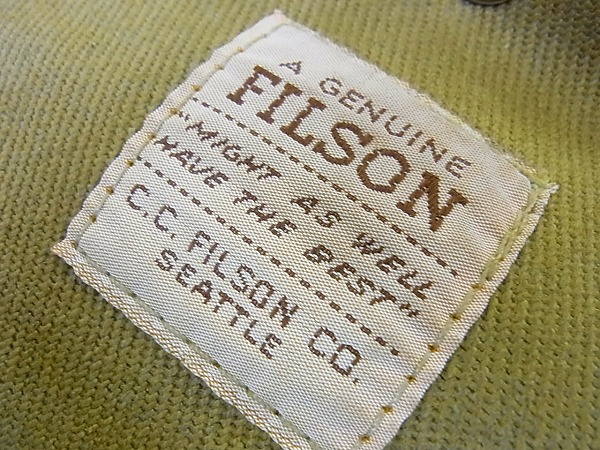 A GENUINE
FILSON
"MIGHT AS WELL
HAVE THE BEST"
C.C. FILSON CO.
SEATTLE